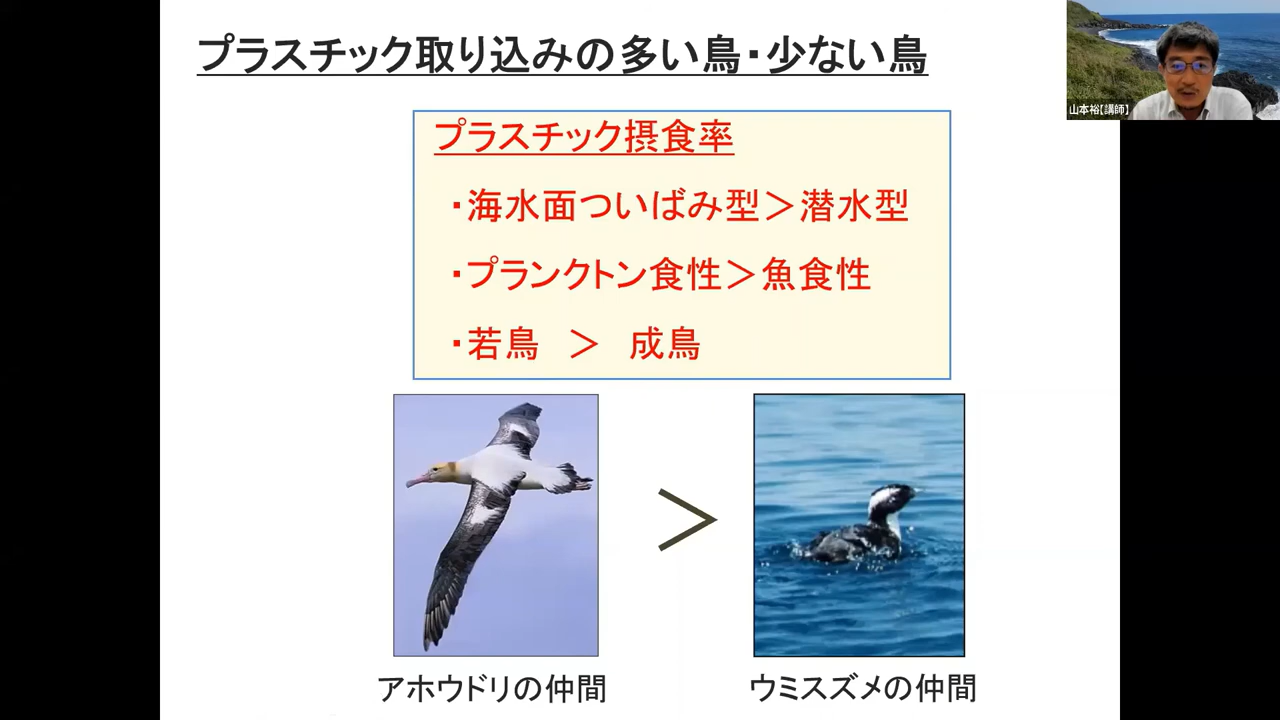 プラスチック取り込みの多い鳥・少ない鳥
山本裕【講師】
プラスチック摂食率
・海水面ついばみ型＞潜水型
・プランクトン食性＞魚食性
・若鳥　＞　成鳥
＞
アホウドリの仲間
ウミスズメの仲間